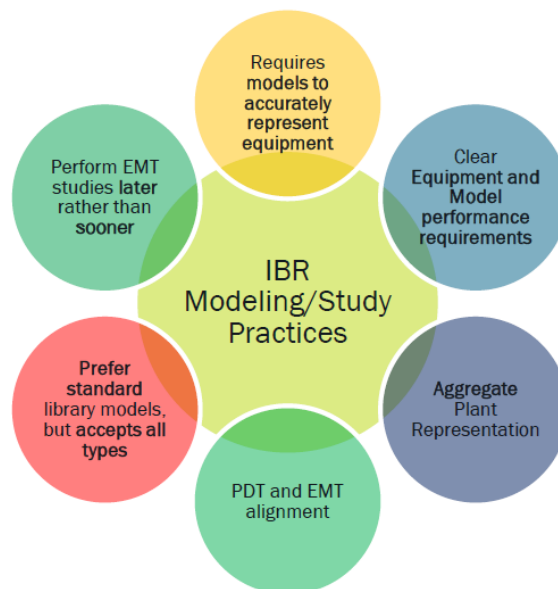 Requires
models to
accurately
represent
equipment
Perform EMT
studies later
rather than
sooner
Clear
Equipment and
Model
performance
requirements
IBR
Modeling/Study
Practices
Prefer
standard
library models,
but accepts all
types
Aggregate
Plant
Representation
PDT and EMT
alignment